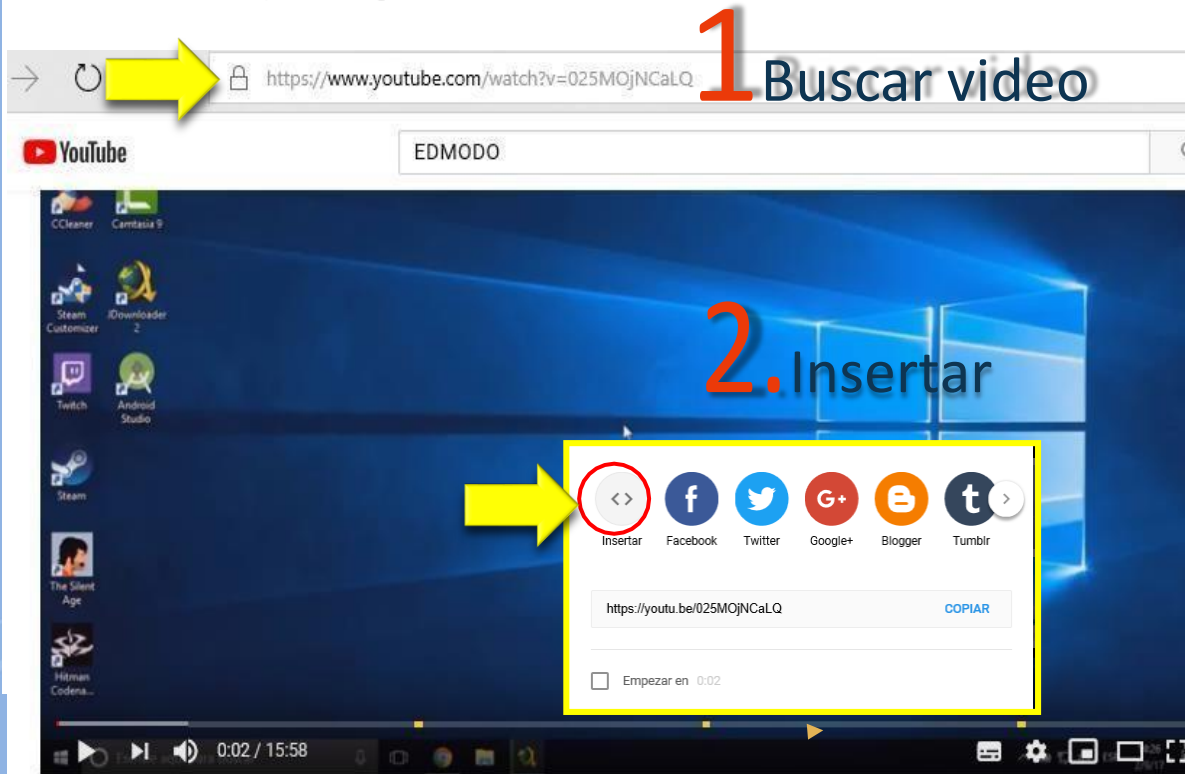 1 Buscar video
https://www.youtube.com/watch?v=025MOjNCaLQ
YouTube
EDMODO
CCleaner
Camtasia 9
Steam Customizer
JDownloader 2
2. Insertar
Twitch
Android Studio
Steam
<>
f
G+
B
t
Insertar
Facebook
Twitter
Google+
Blogger
Tumblr
The Silent Age
https://youtu.be/025MOjNCaLQ
COPIAR
Hitman Codena...
Empezar en 0:02
0:02 / 15:58